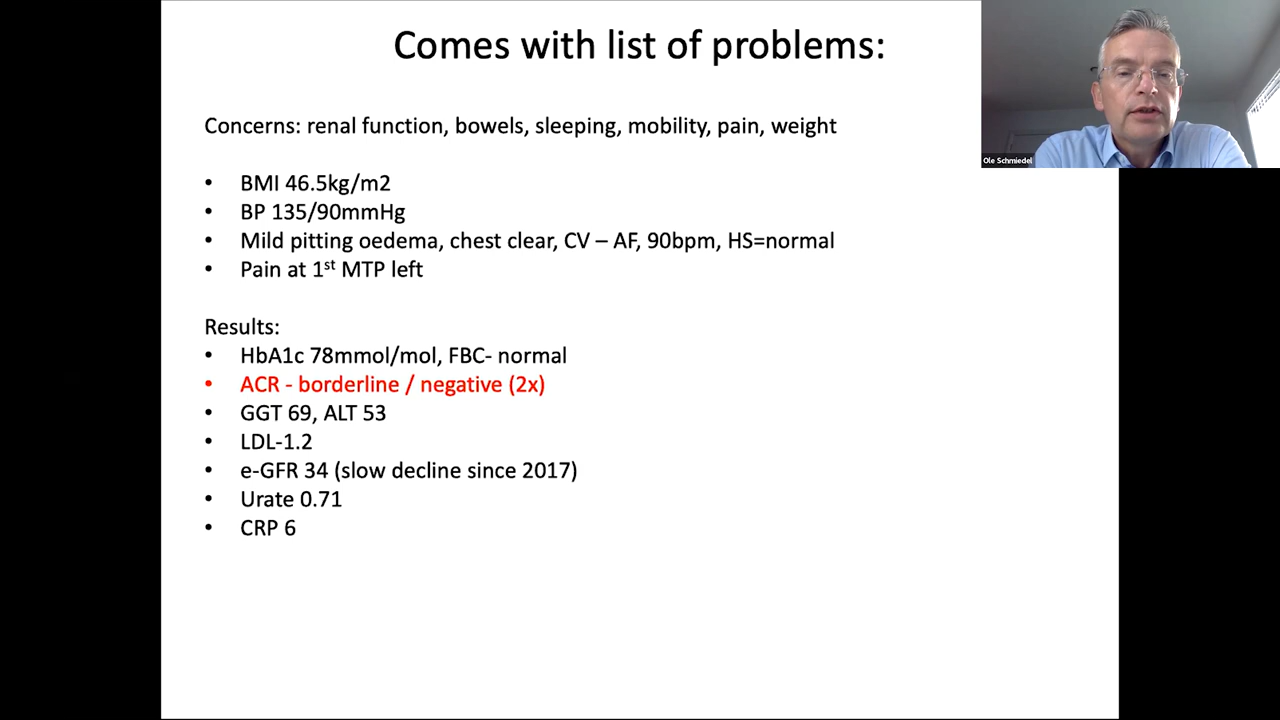 Comes with list of problems:
Ole Schmiedel
Concerns: renal function, bowels, sleeping, mobility, pain, weight
• BMI 46.5kg/m2
• BP 135/90mmHg
• Mild pitting oedema, chest clear, CV – AF, 90bpm, HS=normal
• Pain at 1st MTP left
Results:
• HbA1c 78mmol/mol, FBC- normal
• ACR - borderline / negative (2x)
• GGT 69, ALT 53
• LDL-1.2
• e-GFR 34 (slow decline since 2017)
• Urate 0.71
• CRP 6